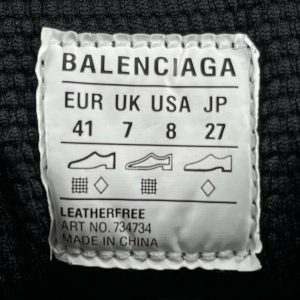 BALENCIAGA
EUR UK USA JP
41 7 8 27
LEATHERFREE
ART NO. 734734
MADE IN CHINA